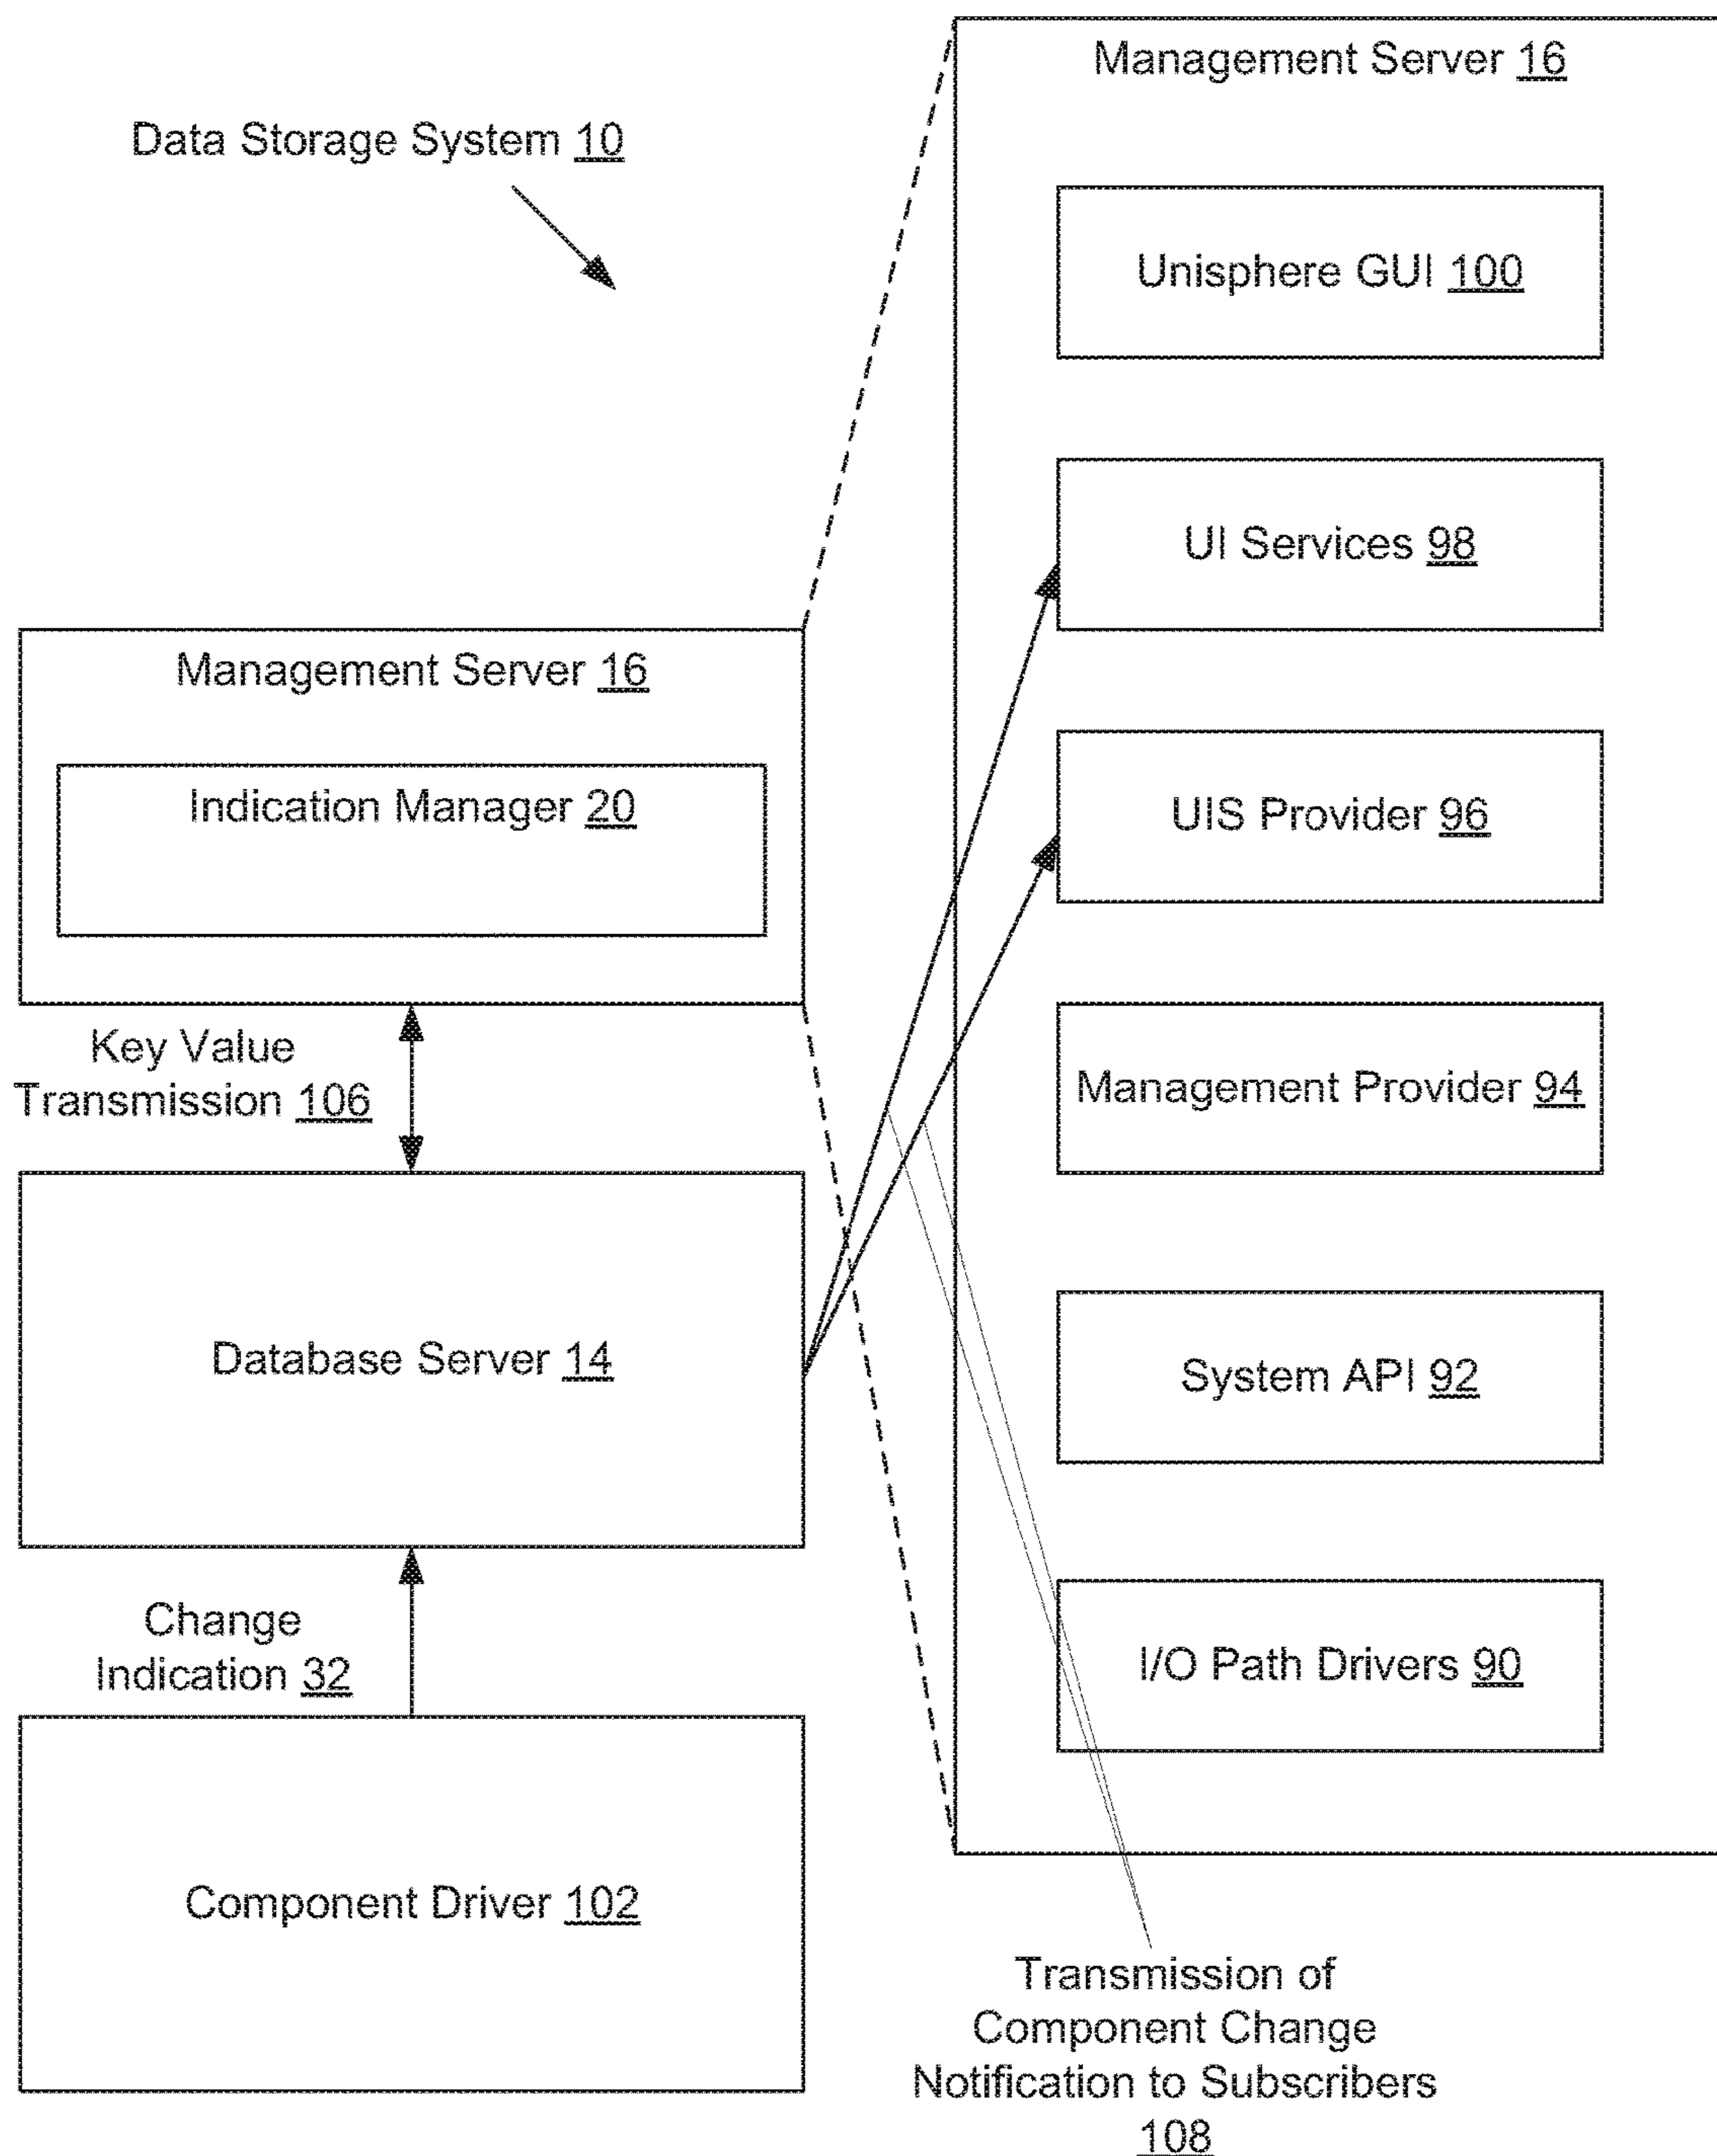 Management Server 16
Data Storage System 10
Unisphere GUI 100
UI Services 98
Management Server 16
Indication Manager 20
UIS Provider 96
Key Value
Transmission 106
Management Provider 94
Database Server 14
System API 92
Change
Indication 32
I/O Path Drivers 90
Component Driver 102
Transmission of
Component Change
Notification to Subscribers
108